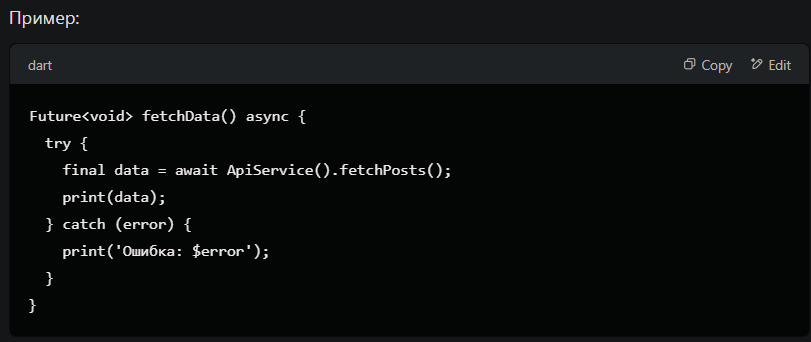 Пример:
dart
Copy
Edit
Future<void> fetchData() async {
  try {
    final data = await ApiService().fetchPosts();
    print(data);
  } catch (error) {
    print('Ошибка: $error');
  }
}